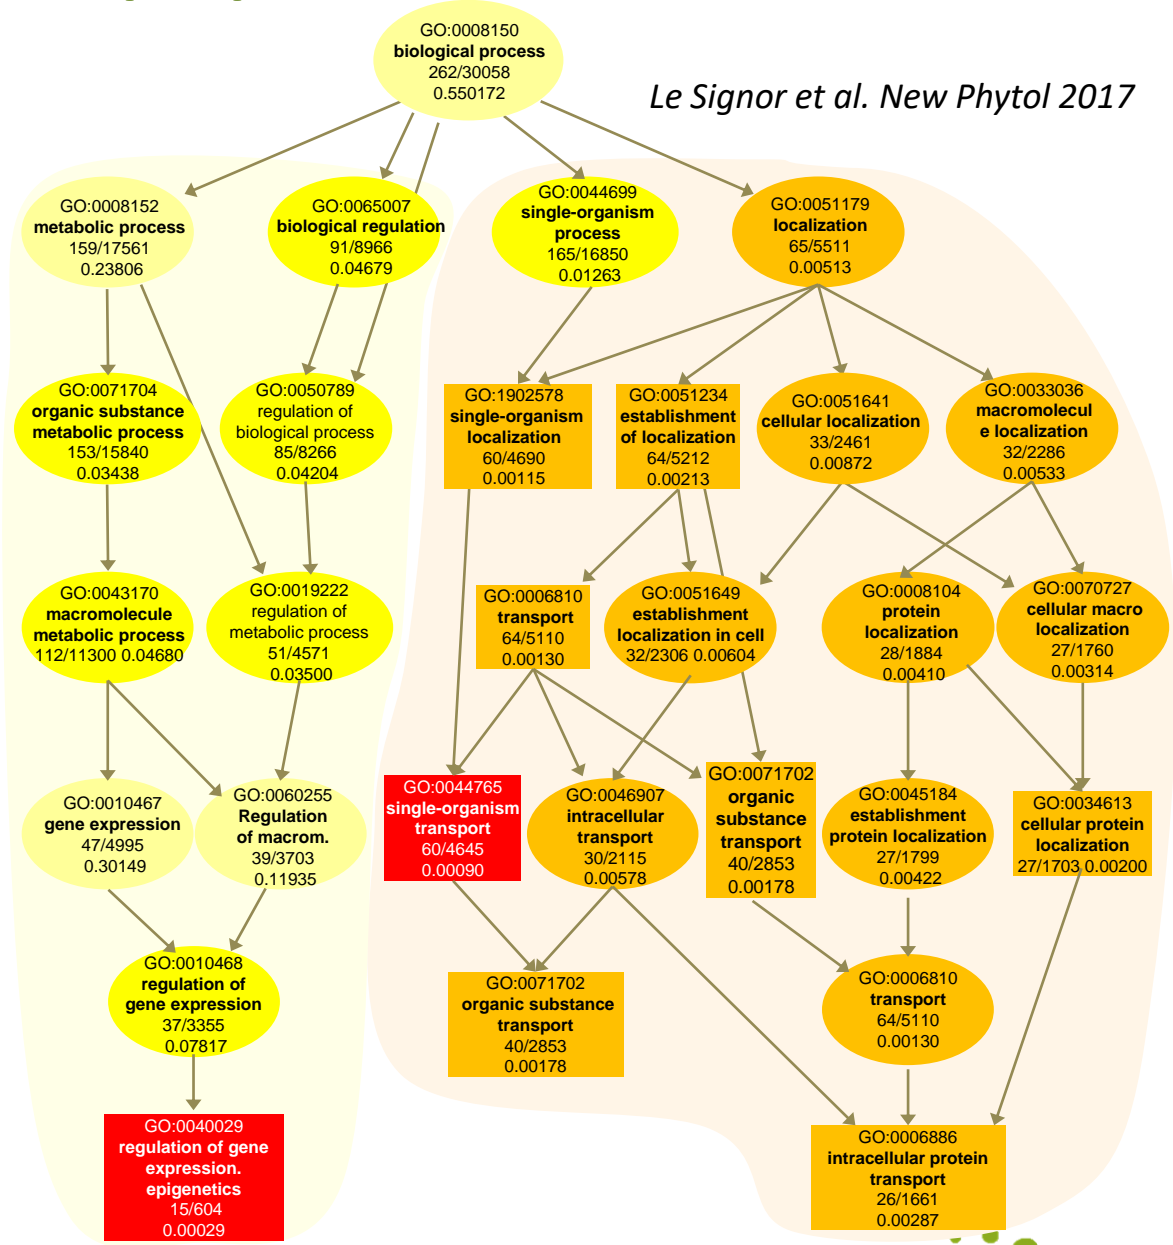 GO:0008150
biological process
262/30058
0.550172
Le Signor et al. New Phytol 2017
GO:0008152
metabolic process
159/17561
0.23806
GO:0065007
biological regulation
91/8966
0.04679
GO:0044699
single-organism
process
165/16850
0.01263
GO:0051179
localization
65/5511
0.00513
GO:0071704
organic substance
metabolic process
153/15840
0.03438
GO:0050789
regulation of
biological process
85/8266
0.04204
GO:1902578
single-organism
localization
60/4690
0.00115
GO:0051234
establishment
of localization
64/5212
0.00213
GO:0051641
cellular localization
33/2461
0.00872
GO:0033036
macromolecul
e localization
32/2286
0.00533
GO:0043170
macromolecule
metabolic process
112/11300 0.04680
GO:0019222
regulation of
metabolic process
51/4571
0.03500
GO:0006810
transport
64/5110
0.00130
GO:0051649
establishment
localization in cell
32/2306 0.00604
GO:0008104
protein
localization
28/1884
0.00410
GO:0070727
cellular macro
localization
27/1760
0.00314
GO:0010467
gene expression
47/4995
0.30149
GO:0060255
Regulation
of macrom.
39/3703
0.11935
GO:0044765
single-organism
transport
60/4645
0.00090
GO:0046907
intracellular
transport
30/2115
0.00578
GO:0071702
organic
substance
transport
40/2853
0.00178
GO:0045184
establishment
protein localization
27/1799
0.00422
GO:0034613
cellular protein
localization
27/1703 0.00200
GO:0010468
regulation of
gene expression
37/3355
0.07817
GO:0071702
organic substance
transport
40/2853
0.00178
GO:0006810
transport
64/5110
0.00130
GO:0040029
regulation of gene
expression.
epigenetics
15/604
0.00029
GO:0006886
intracellular protein
transport
26/1661
0.00287